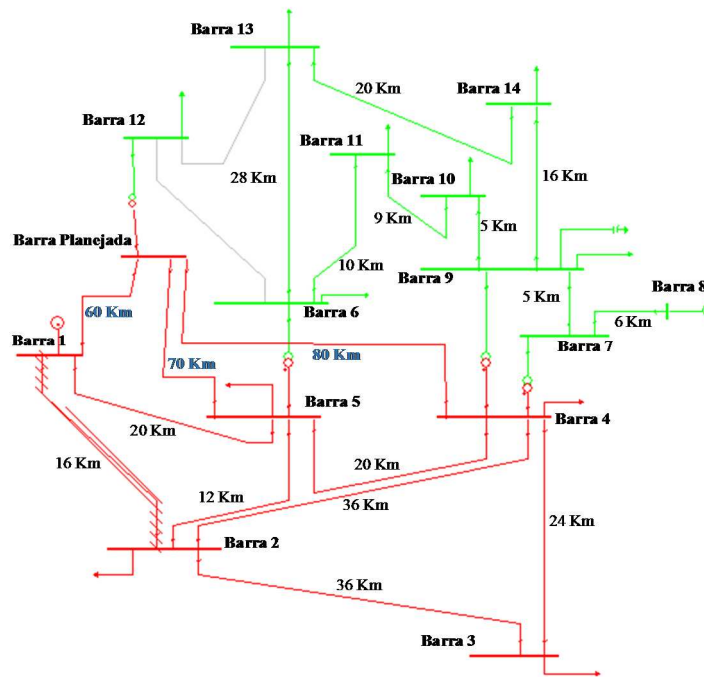 Barra 13
20 Km
Barra 14
Barra 12
Barra 11
28 Km
Barra 10
16 Km
9 Km
5 Km
Barra Planejada
10 Km
Barra 9
5 Km
Barra 8
60 Km
Barra 6
6 Km
Barra 7
Barra 1
70 Km
80 Km
Barra 5
Barra 4
20 Km
16 Km
20 Km
12 Km
36 Km
24 Km
Barra 2
36 Km
Barra 3